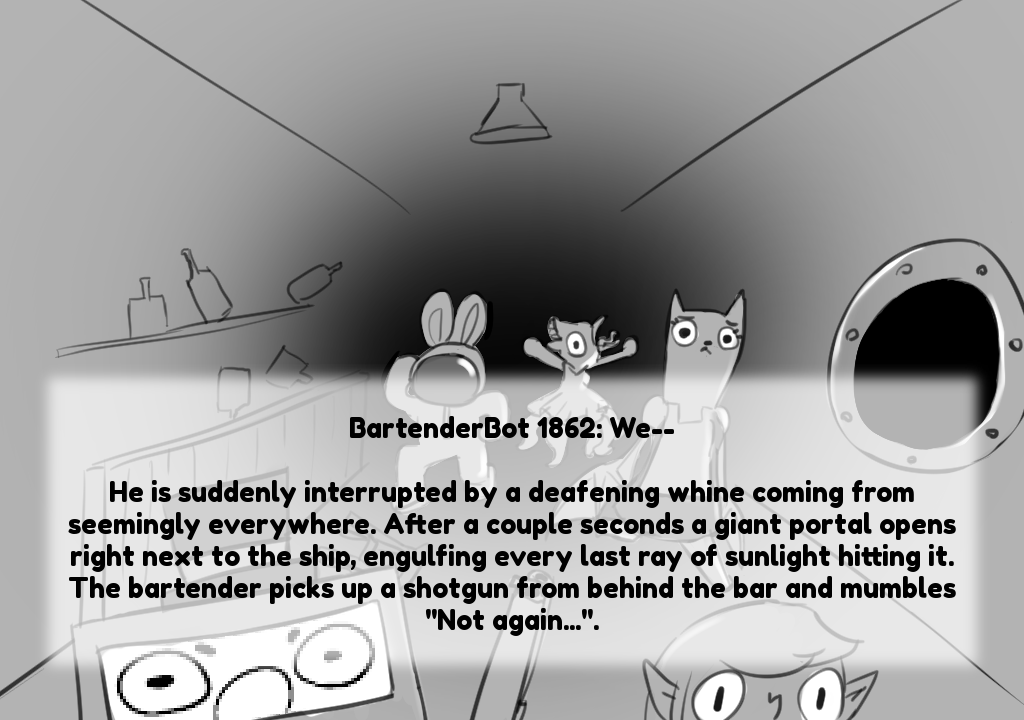 BartenderBot 1862: We--
He is suddenly interrupted by a deafening whine coming from
seemingly everywhere. After a couple seconds a giant portal opens
right next to the ship, engulfing every last ray of sunlight hitting it.
The bartender picks up a shotgun from behind the bar and mumbles
"Not again...".